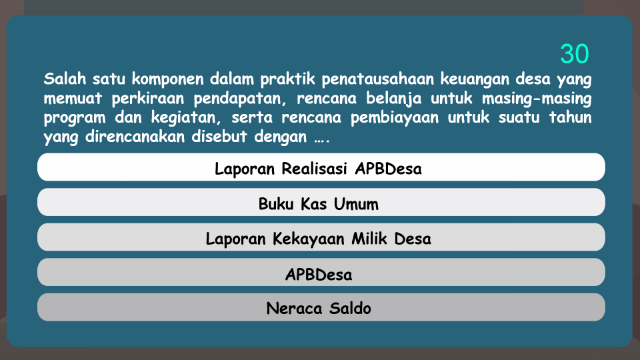 30
Salah satu komponen dalam praktik penatausahaan keuangan desa yang
memuat perkiraan pendapatan, rencana belanja untuk masing-masing
program dan kegiatan, serta rencana pembiayaan untuk suatu tahun
yang direncanakan disebut dengan ....
Laporan Realisasi APBDesa
Buku Kas Umum
Laporan Kekayaan Milik Desa
APBDesa
Neraca Saldo